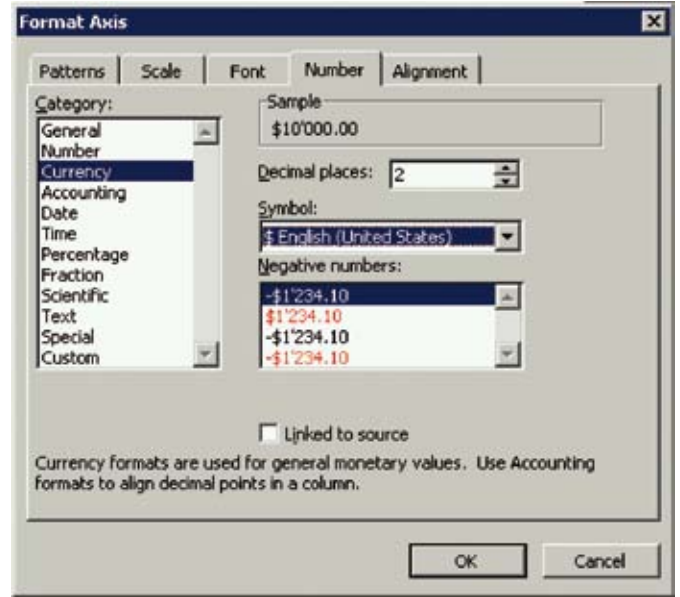 Format Axis
Patterns Scale Font Number Alignment
Category:
General
Number
Currency
Accounting
Date
Time
Percentage
Fraction
Scientific
Text
Special
Custom
Sample
$10'000.00
Decimal places: 2
Symbol:
$ English (United States)
Negative numbers:
-$1'234.10
$1'234.10
-$1'234.10
-$1'234.10
Linked to source
Currency formats are used for general monetary values. Use Accounting
formats to align decimal points in a column.
OK Cancel